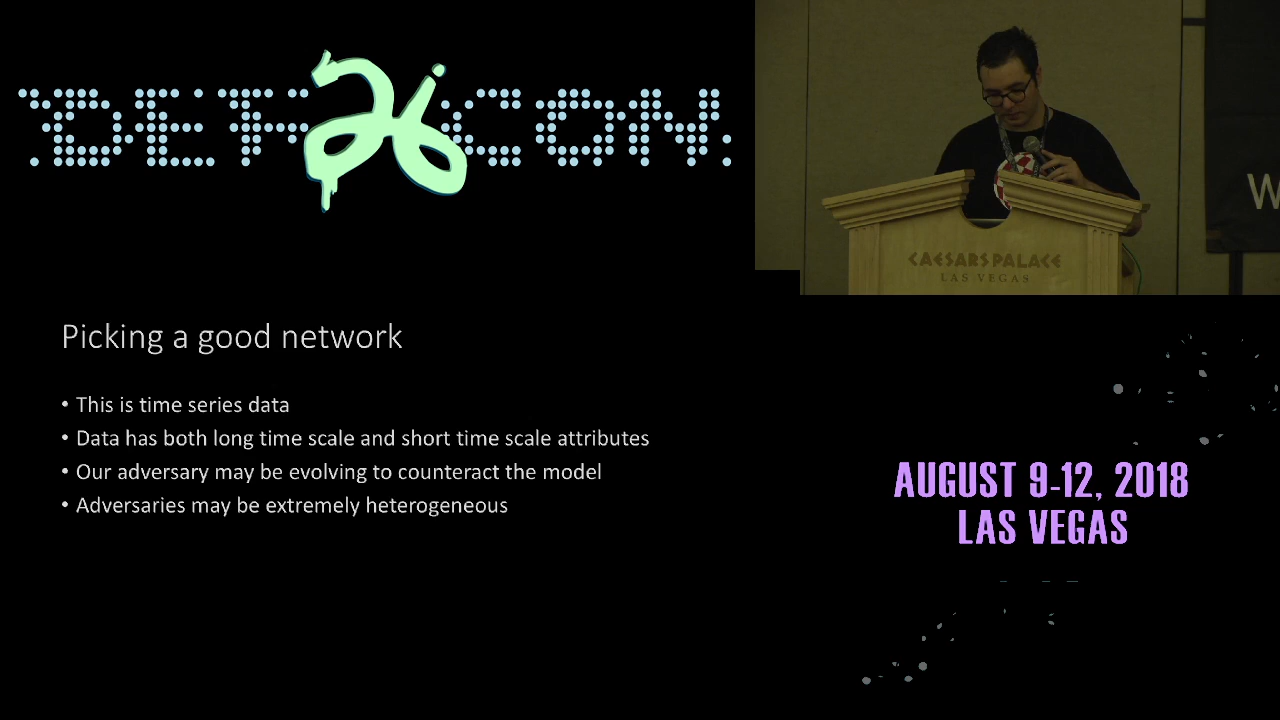 DEF CON
26
W
CAESARS PALACE
LAS VEGAS
Picking a good network
• This is time series data
• Data has both long time scale and short time scale attributes
• Our adversary may be evolving to counteract the model
• Adversaries may be extremely heterogeneous
AUGUST 9-12, 2018
LAS VEGAS